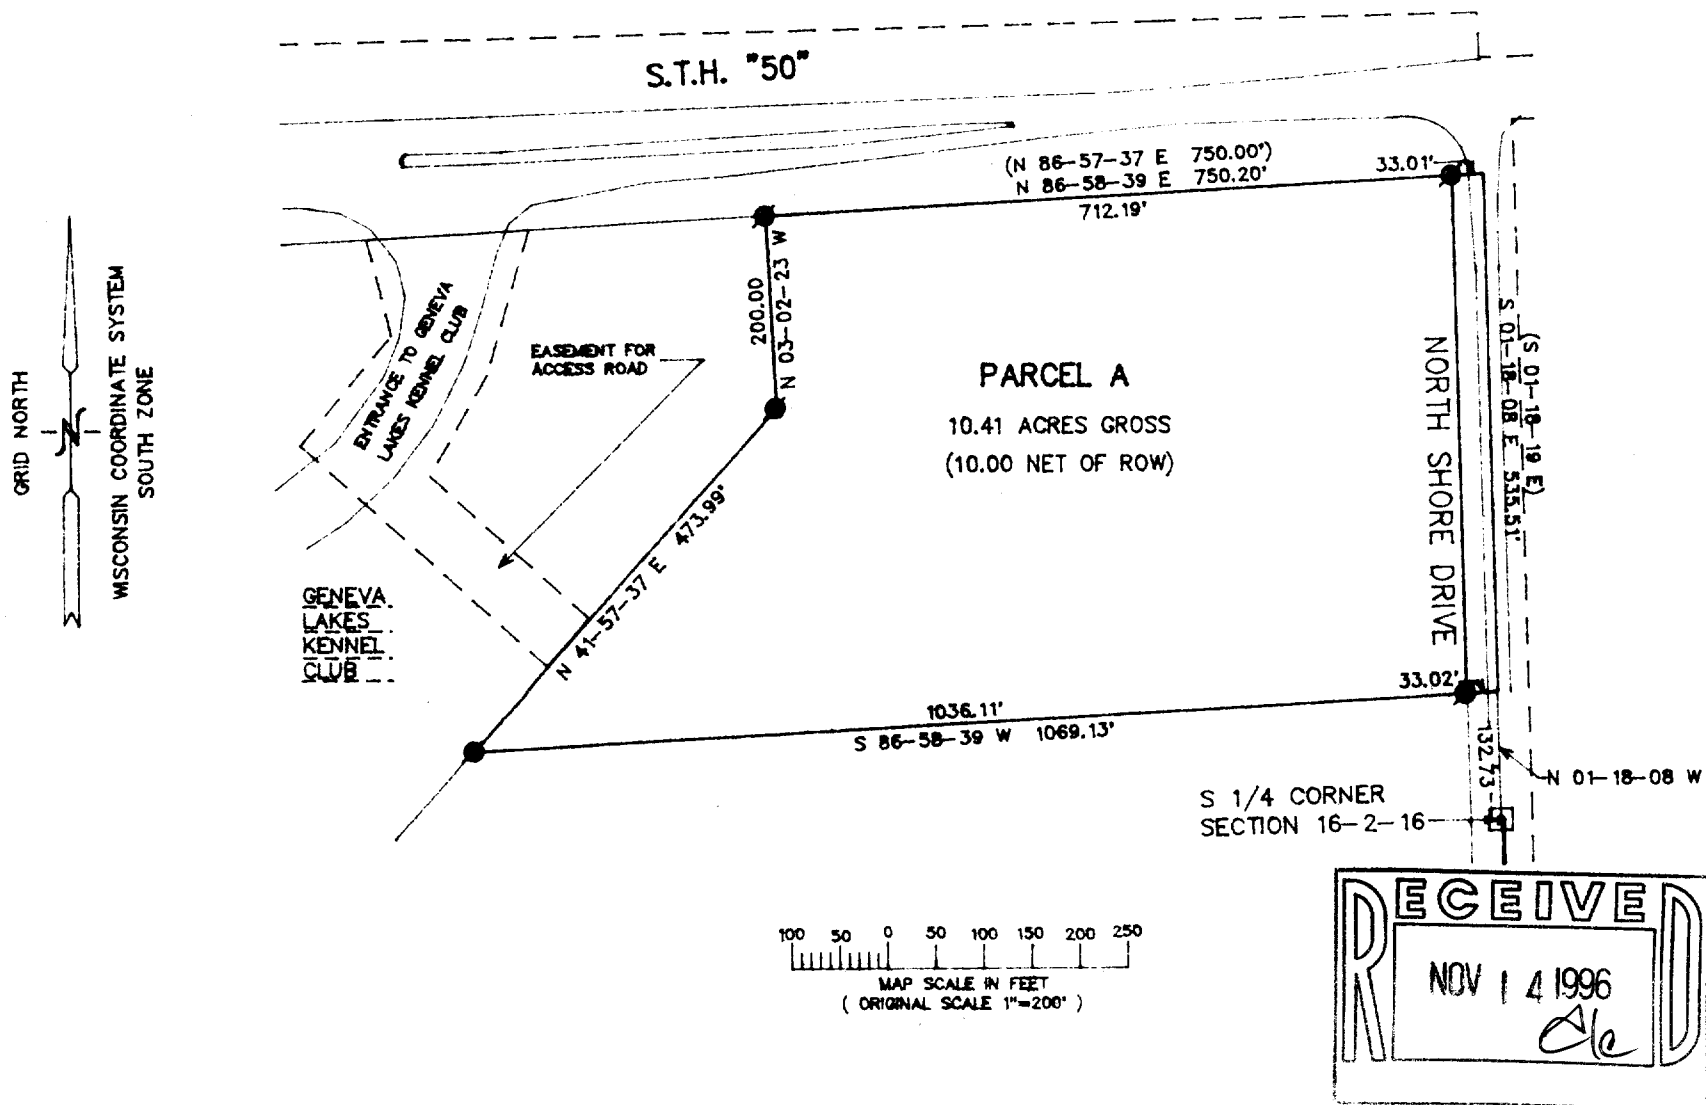 S.T.H. "50"
(N 86-57-37 E 750.00')
N 86-58-39 E 750.20'
33.01'
712.19'
GRID NORTH
N
WISCONSIN COORDINATE SYSTEM
SOUTH ZONE
ENTRANCE TO GENEVA
LAKES KENNEL CLUB
EASEMENT FOR
ACCESS ROAD
200.00
N 03-02-23 W
PARCEL A
10.41 ACRES GROSS
(10.00 NET OF ROW)
NORTH SHORE DRIVE
S 01-18-08 E 535.51'
(S 01-18-19 E)
N 41-57-37 E 473.99'
GENEVA
LAKES
KENNEL
CLUB
33.02'
1036.11'
S 86-58-39 W 1069.13'
132.73'
N 01-18-08 W
S 1/4 CORNER
SECTION 16-2-16
100 50 0 50 100 150 200 250
MAP SCALE IN FEET
( ORIGINAL SCALE 1"=200' )
RECEIVED
NOV 14 1996